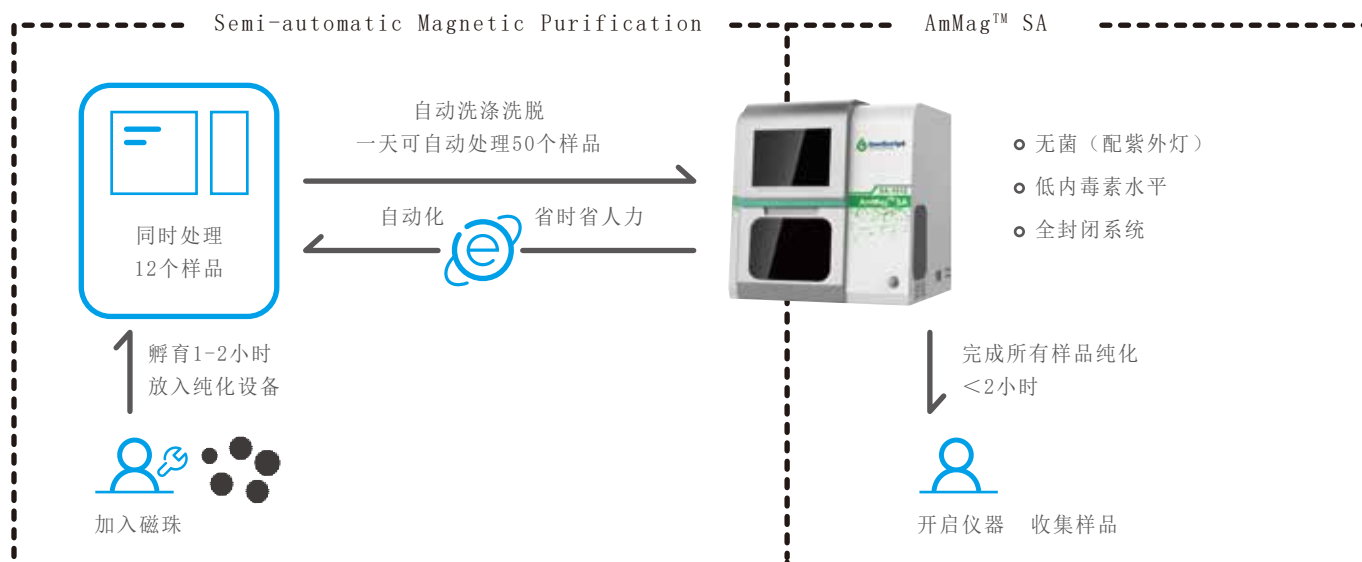 Semi-automatic Magnetic Purification
AmMag™ SA
自动洗涤洗脱
一天可自动处理50个样品
自动化
省时省人力
同时处理
12个样品
GenScript
AmMag™ SA
无菌（配紫外灯）
低内毒素水平
全封闭系统
孵育1-2小时
放入纯化设备
完成所有样品纯化
＜2小时
加入磁珠
开启仪器 收集样品